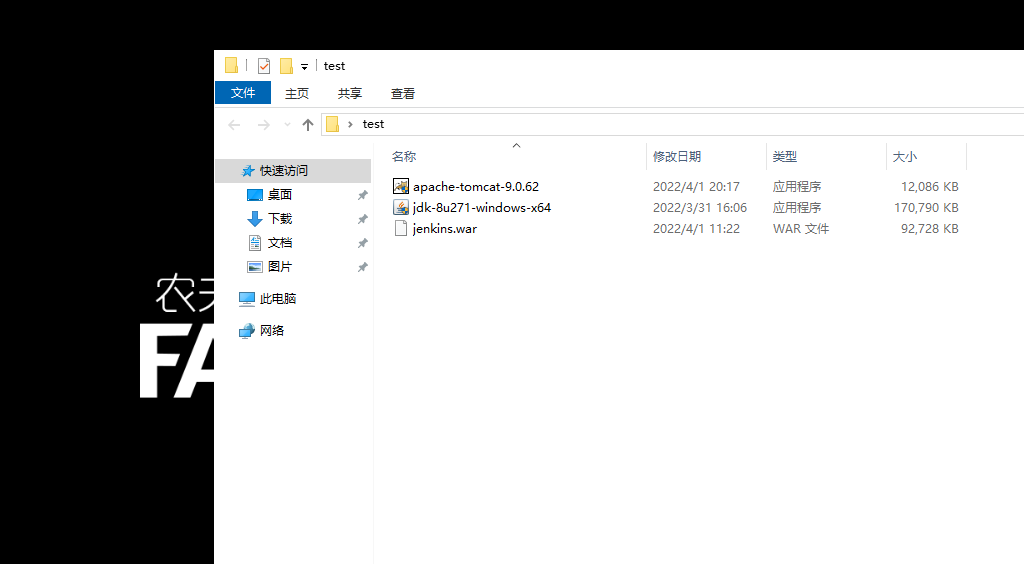 test
文件 主页 共享 查看
test
名称 修改日期 类型 大小
快速访问
桌面
下载
文档
图片
此电脑
网络
apache-tomcat-9.0.62 2022/4/1 20:17 应用程序 12,086 KB
jdk-8u271-windows-x64 2022/3/31 16:06 应用程序 170,790 KB
jenkins.war 2022/4/1 11:22 WAR 文件 92,728 KB
农夫
FA